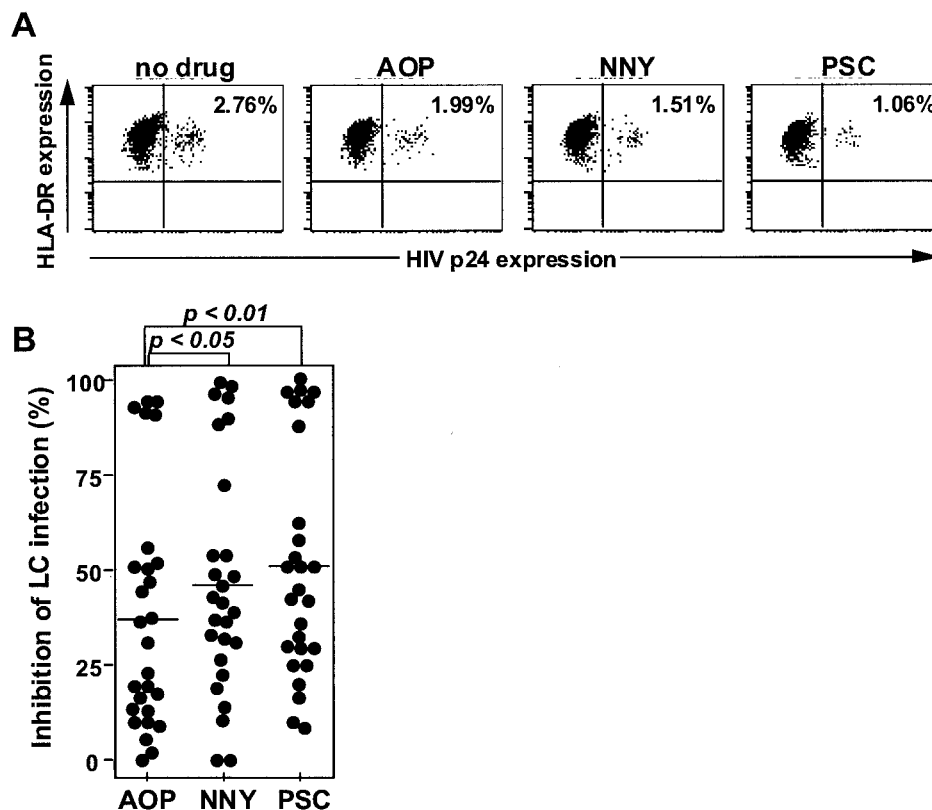 A
no drug AOP NNY PSC
2.76% 1.99% 1.51% 1.06%
HLA-DR expression
HIV p24 expression
B
p < 0.01
p < 0.05
Inhibition of LC infection (%)
100
75
50
25
0
AOP NNY PSC